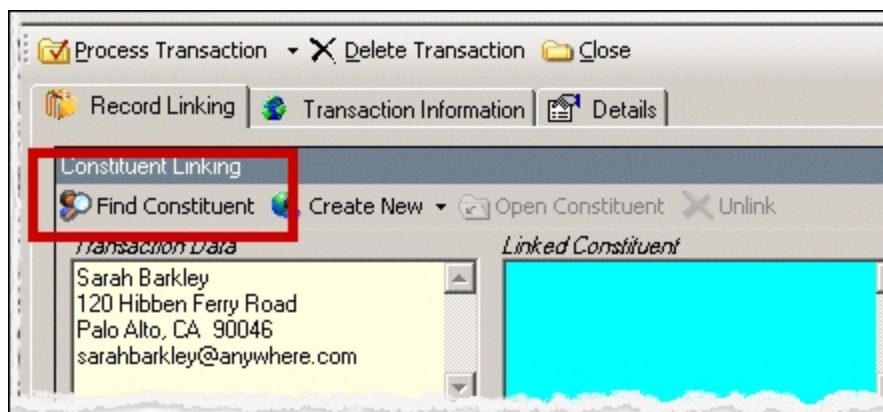 Process Transaction Delete Transaction Close
Record Linking Transaction Information Details
Constituent Linking
Find Constituent Create New Open Constituent Unlink
Transaction Data Linked Constituent
Sarah Barkley
120 Hibben Ferry Road
Palo Alto, CA 90046
sarahbarkley@anywhere.com